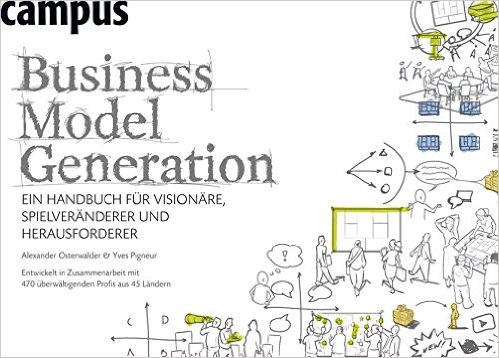 campus
Business
Model
Generation
EIN HANDBUCH FÜR VISIONÄRE,
SPIELVERÄNDERER UND
HERAUSFORDERER
Alexander Osterwalder & Yves Pigneur
Entwickelt in Zusammenarbeit mit
470 überwältigenden Profis aus 45 Ländern
C
D
A
B
NEW!